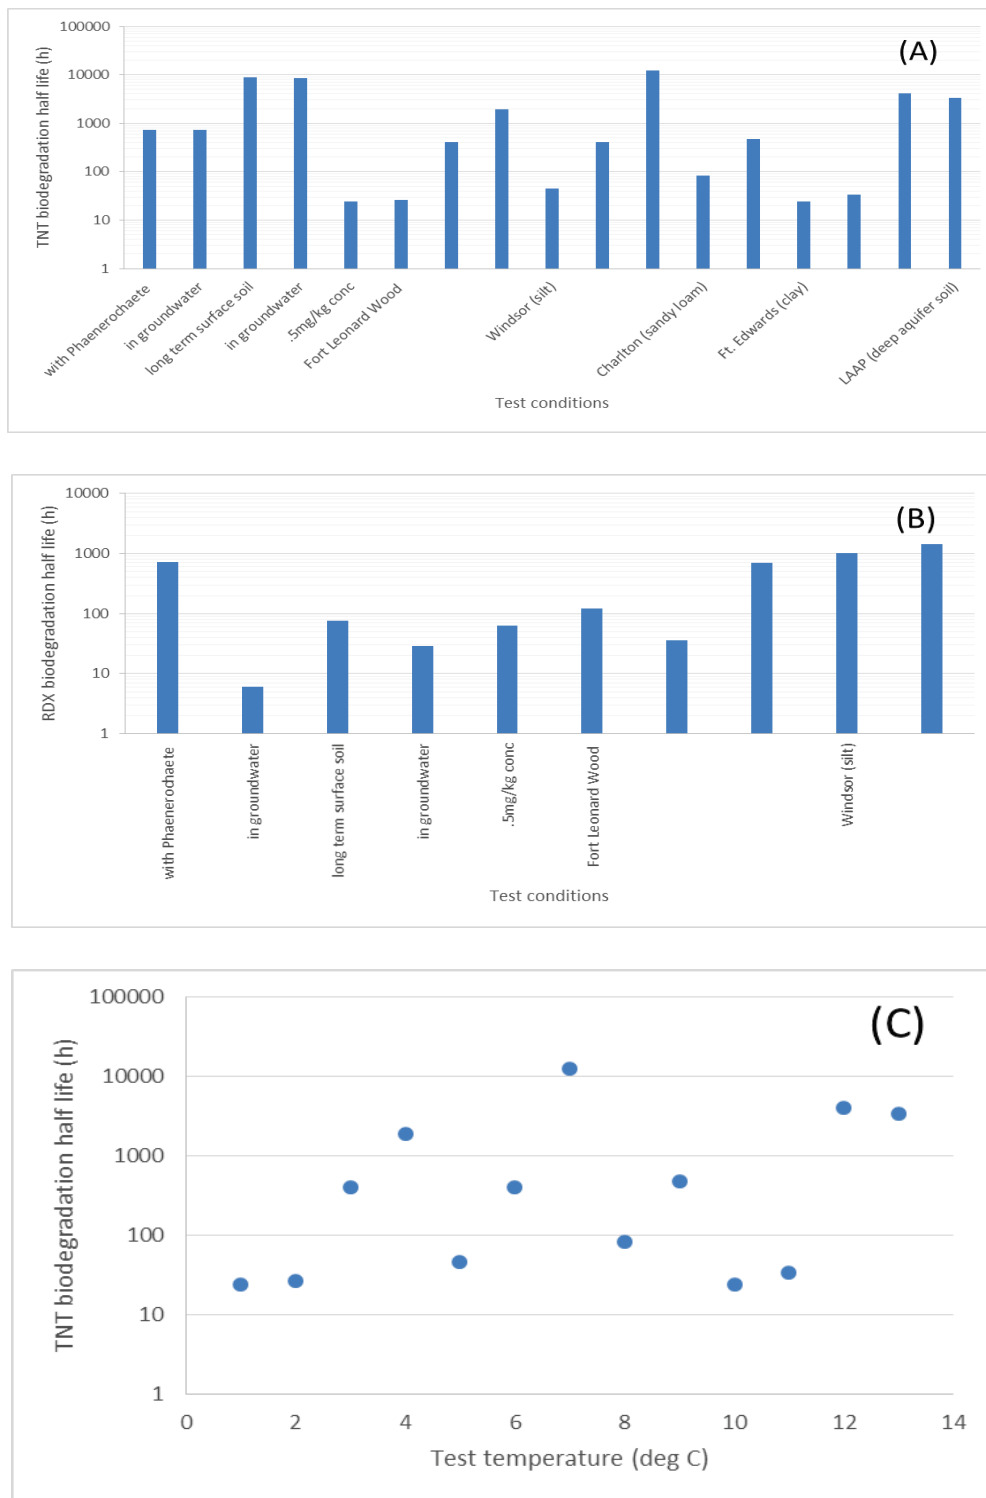 (A)
TNT biodegradation half life (h)
100000
10000
1000
100
10
1
with Phaenerochaete
in groundwater
long term surface soil
in groundwater
.5mg/kg conc
Fort Leonard Wood
Windsor (silt)
Charlton (sandy loam)
Ft. Edwards (clay)
LAAP (deep aquifer soil)
Test conditions
(B)
RDX biodegradation half life (h)
10000
1000
100
10
1
with Phaenerochaete
in groundwater
long term surface soil
in groundwater
.5mg/kg conc
Fort Leonard Wood
Windsor (silt)
Test conditions
(C)
TNT biodegradation half life (h)
100000
10000
1000
100
10
1
0 2 4 6 8 10 12 14
Test temperature (deg C)